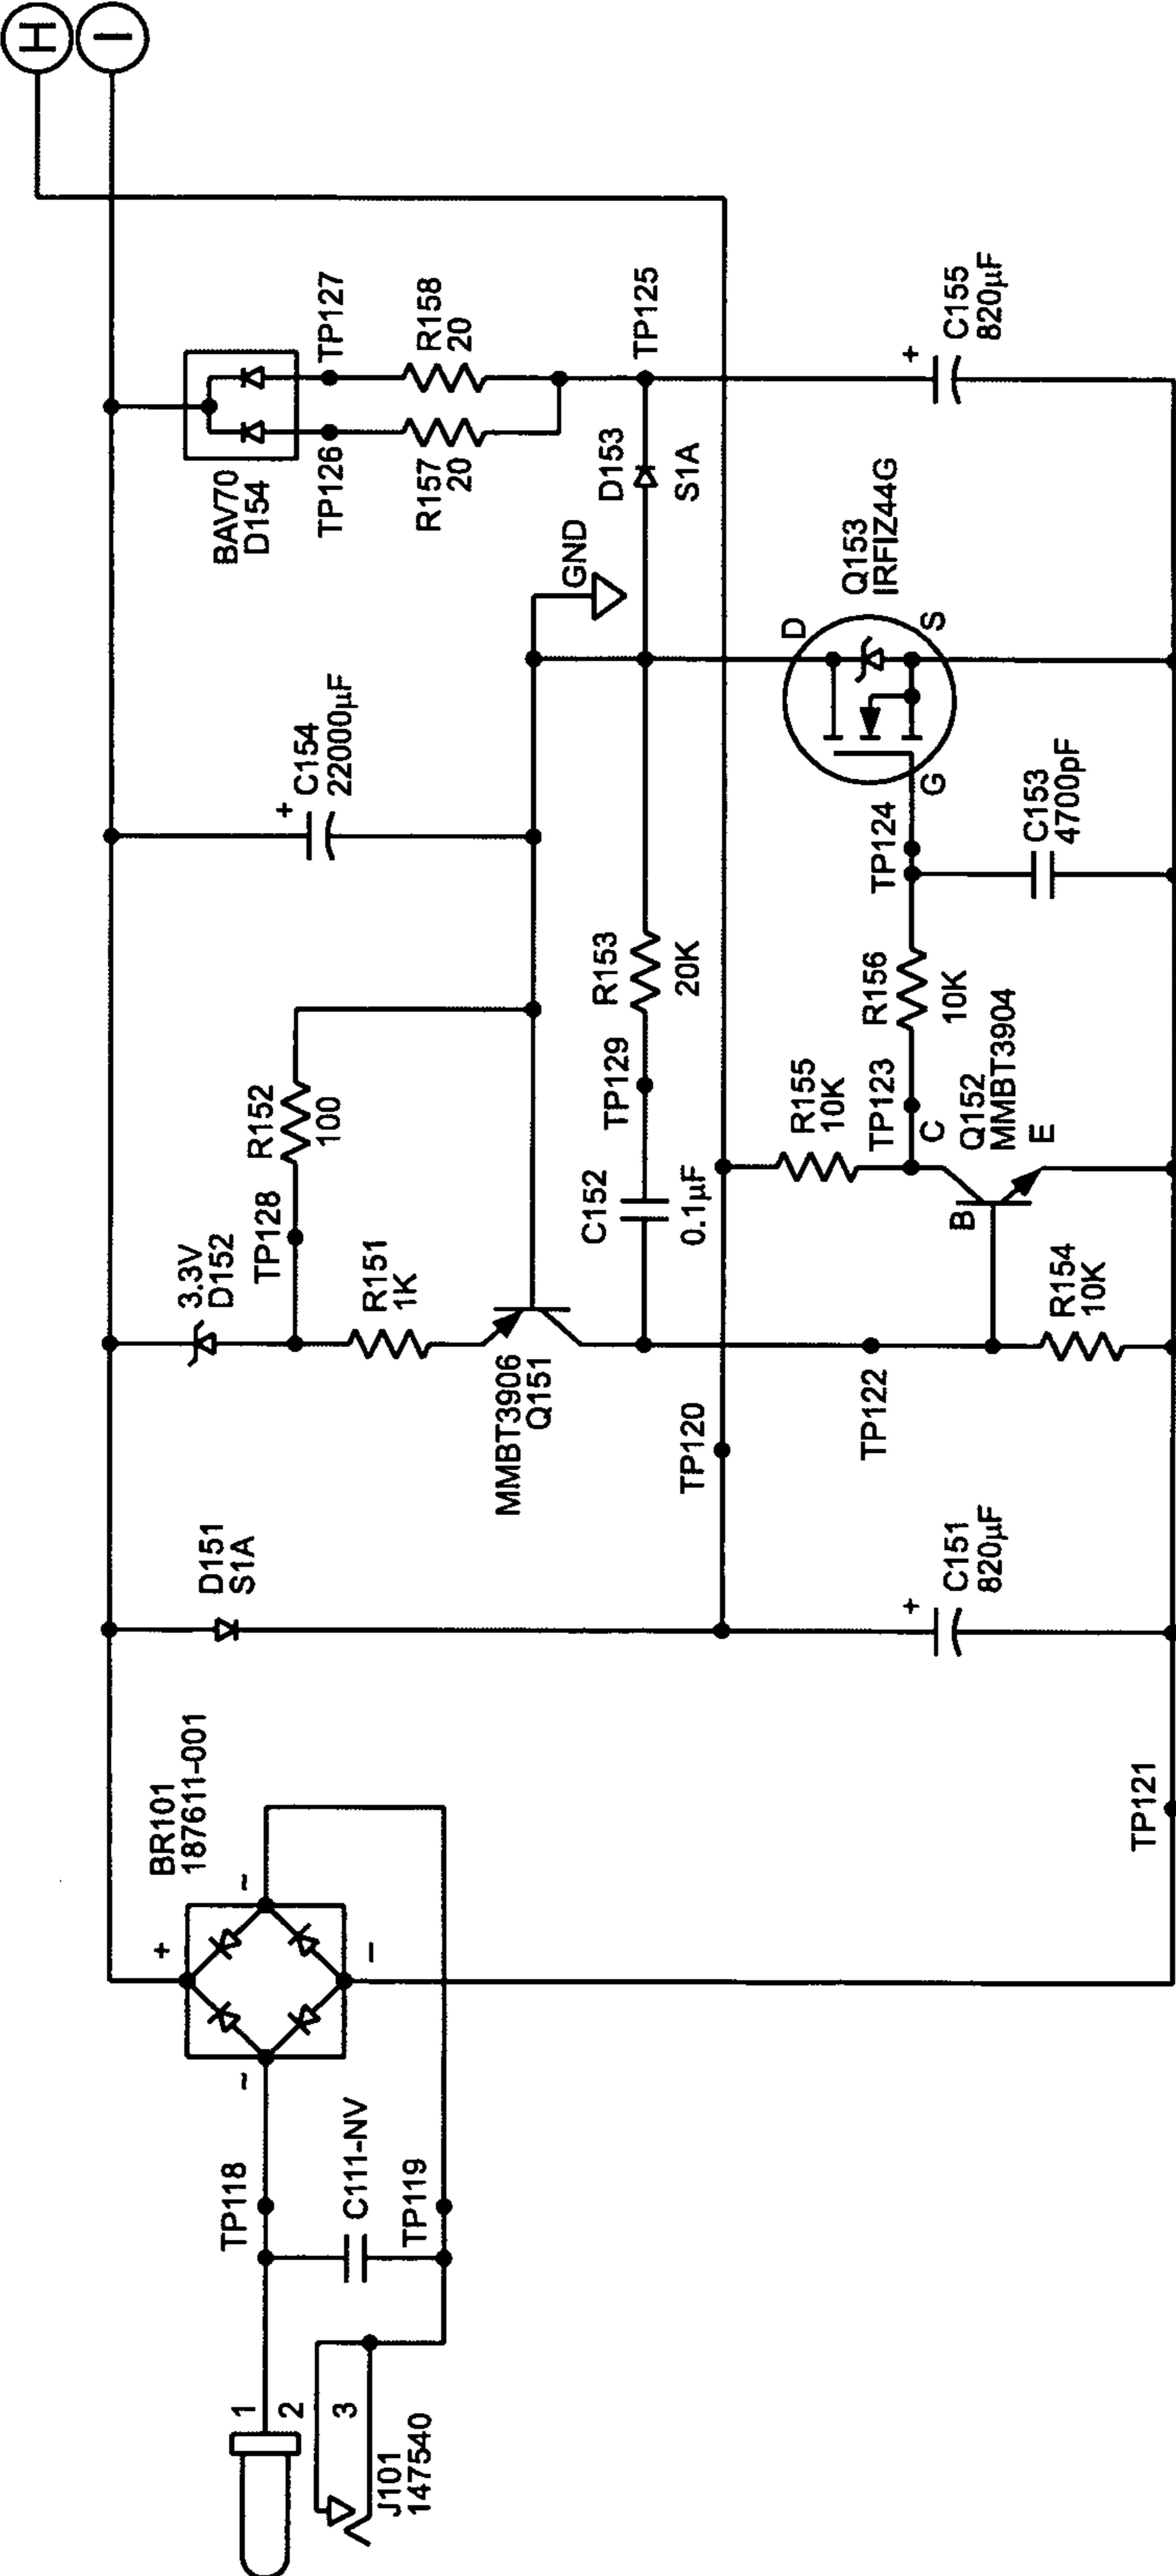 H
I
BR101
187611-001
+
~
~
−
TP118
C111-NV
TP119
1
2
3
J101
147540
D151
S1A
3.3V
D152
TP128
R152
100
R151
1K
MMBT3906
Q151
+
C154
22000µF
BAV70
D154
TP126
TP127
R157
20
R158
20
GND
D153
S1A
TP125
C152
0.1µF
TP129
R153
20K
TP120
TP122
R155
10K
TP123
C
B
E
Q152
MMBT3904
R156
10K
TP124
G
D
S
Q153
IRFIZ44G
C153
4700pF
R154
10K
+
C151
820µF
+
C155
820µF
TP121